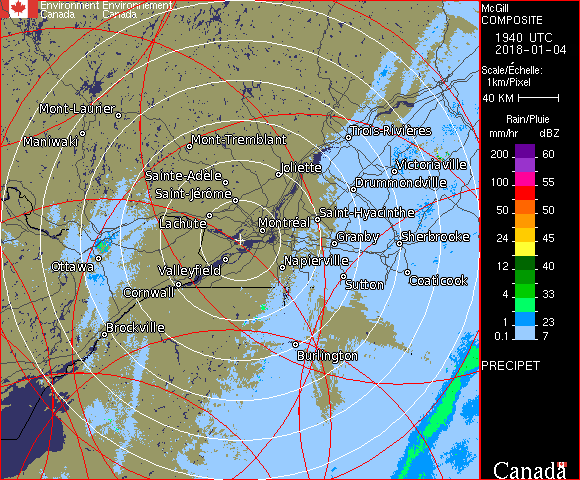 Environment Environnement
Canada Canada
McGill
COMPOSITE
1940 UTC
2018-01-04
Scale/Échelle:
1km/Pixel
40 KM
Rain/Pluie
mm/hr dBZ
200 60
100 55
50 50
24 45
12 40
4 33
1 23
0.1 7
PRECIPET
Canada
Mont-Laurier
Maniwaki
Mont-Tremblant
Trois-Rivières
Joliette
Victoriaville
Sainte-Adèle
Drummondville
Saint-Jérôme
Lachute
Saint-Hyacinthe
Montréal
Granby
Sherbrooke
Ottawa
Valleyfield
Napierville
Sutton
Coaticook
Cornwall
Brockville
Burlington